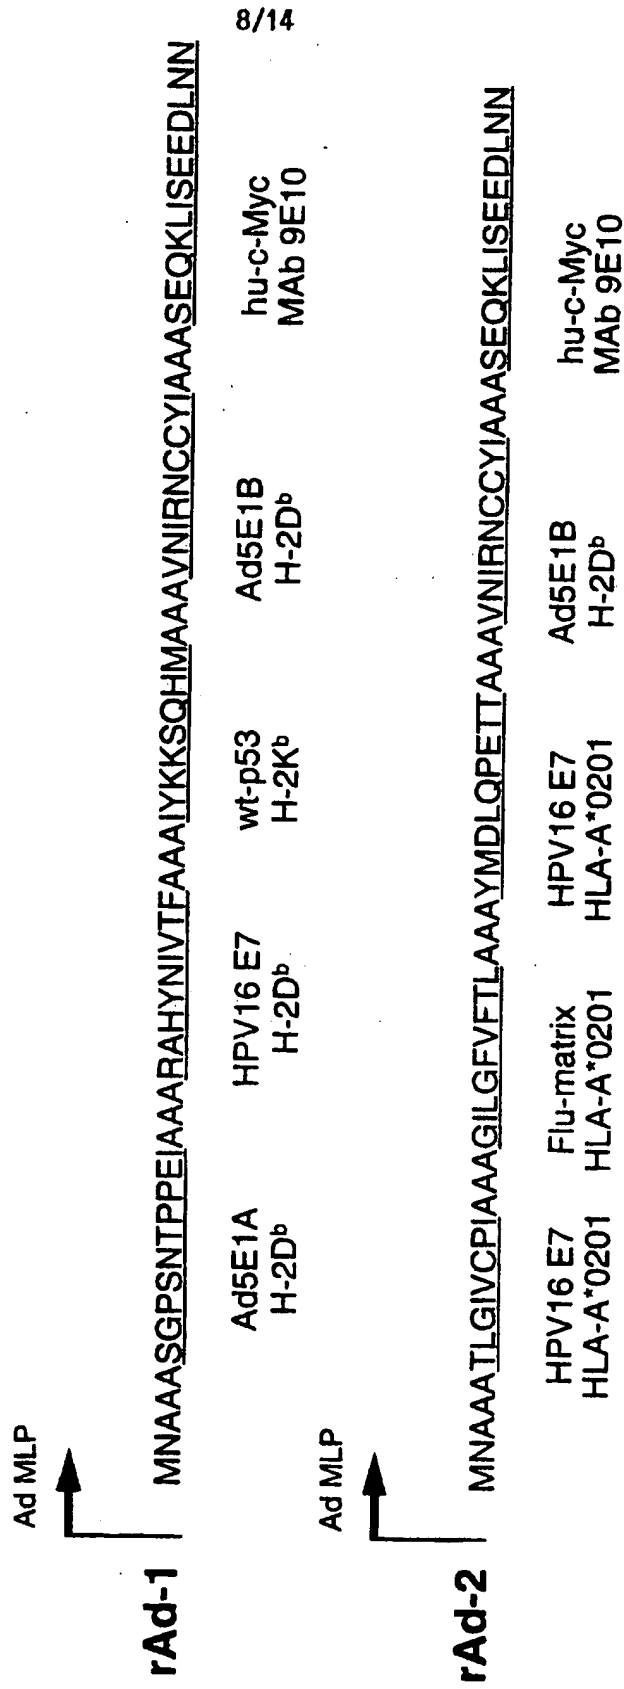 8/14
Ad MLP
rAd-1
MNAAASGPSNTPPEIAAARAHYNIVTFAAAIYKKSQHMAAAVNIRNCCYIAAASEQKLISEEDLNN
Ad5E1A
H-2Dᵇ
HPV16 E7
H-2Dᵇ
wt-p53
H-2Kᵇ
Ad5E1B
H-2Dᵇ
hu-c-Myc
MAb 9E10
Ad MLP
rAd-2
MNAAATLGIVCPIAAAGILGFVFTLAAAYMDLQPETTAAAVNIRNCCYIAAASEQKLISEEDLNN
HPV16 E7
HLA-A*0201
Flu-matrix
HLA-A*0201
HPV16 E7
HLA-A*0201
Ad5E1B
H-2Dᵇ
hu-c-Myc
MAb 9E10